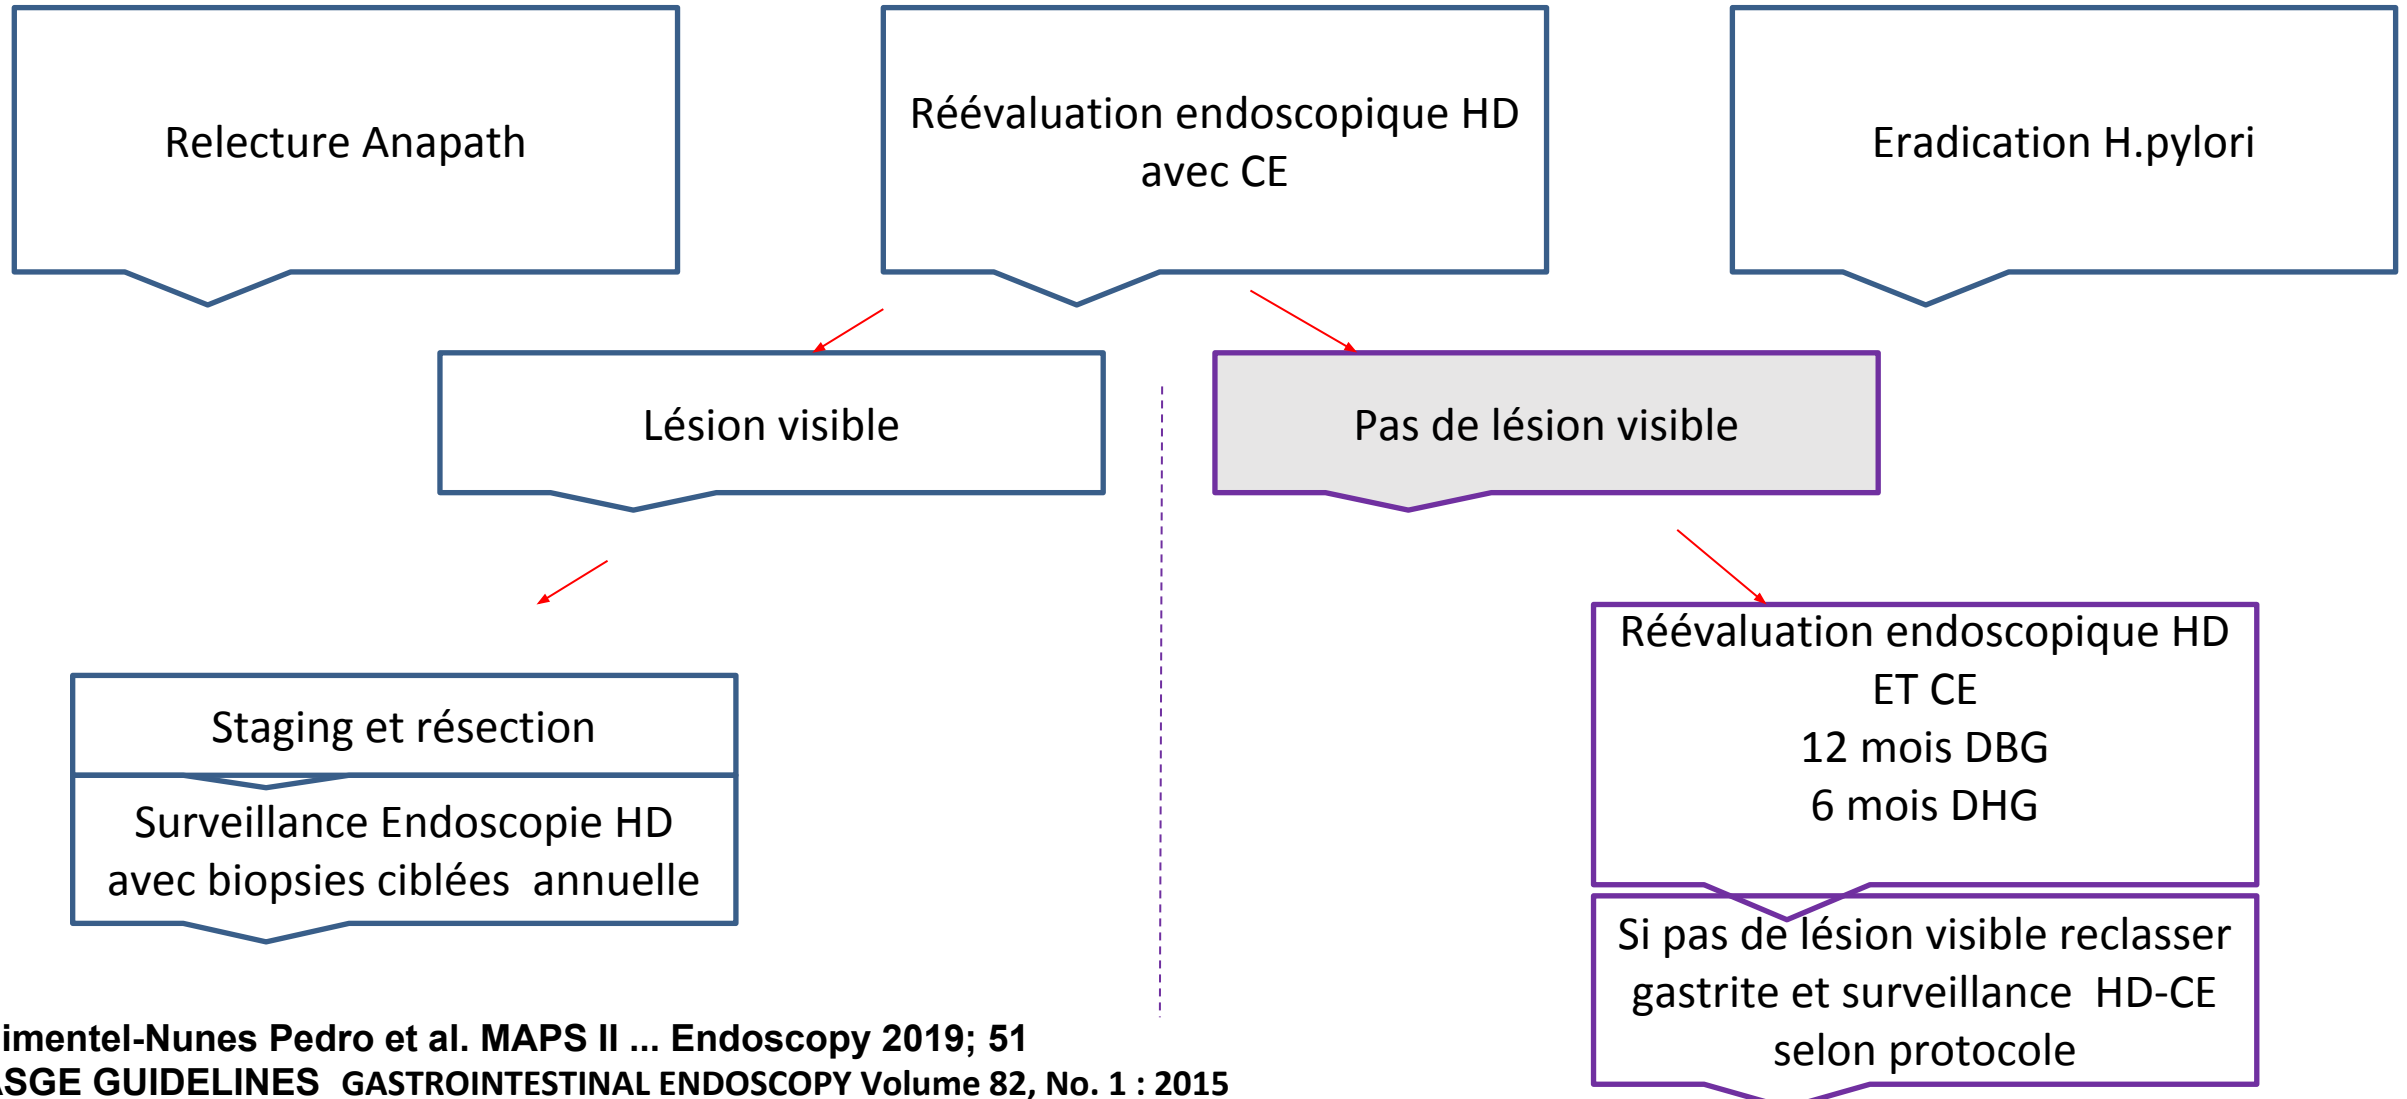 Relecture Anapath
Réévaluation endoscopique HD
avec CE
Eradication H.pylori
Lésion visible
Pas de lésion visible
Staging et résection
Surveillance Endoscopie HD
avec biopsies ciblées annuelle
Réévaluation endoscopique HD
ET CE
12 mois DBG
6 mois DHG
Si pas de lésion visible reclasser
gastrite et surveillance HD-CE
selon protocole
imentel-Nunes Pedro et al. MAPS II ... Endoscopy 2019; 51
ASGE GUIDELINES GASTROINTESTINAL ENDOSCOPY Volume 82, No. 1 : 2015